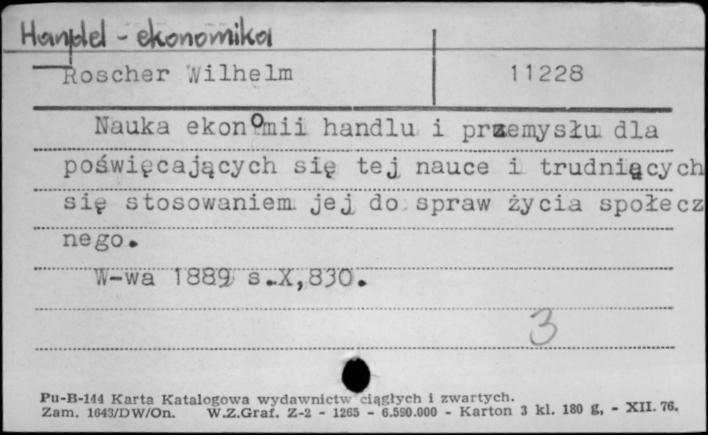 Handel - ekonomika
Roscher Wilhelm 11228
Nauka ekonomii handlu i przemysłu dla
poświęcających się tej nauce i trudniących
się stosowaniem jej do spraw życia społecz
nego.
W-wa 1889 s.X,830.
3
Pu-B-144 Karta Katalogowa wydawnictw ciągłych i zwartych.
Zam. 1643/DW/On. W.Z.Graf. Z-2 - 1265 - 6.590.000 - Karton 3 kl. 180 g, - XII. 76.